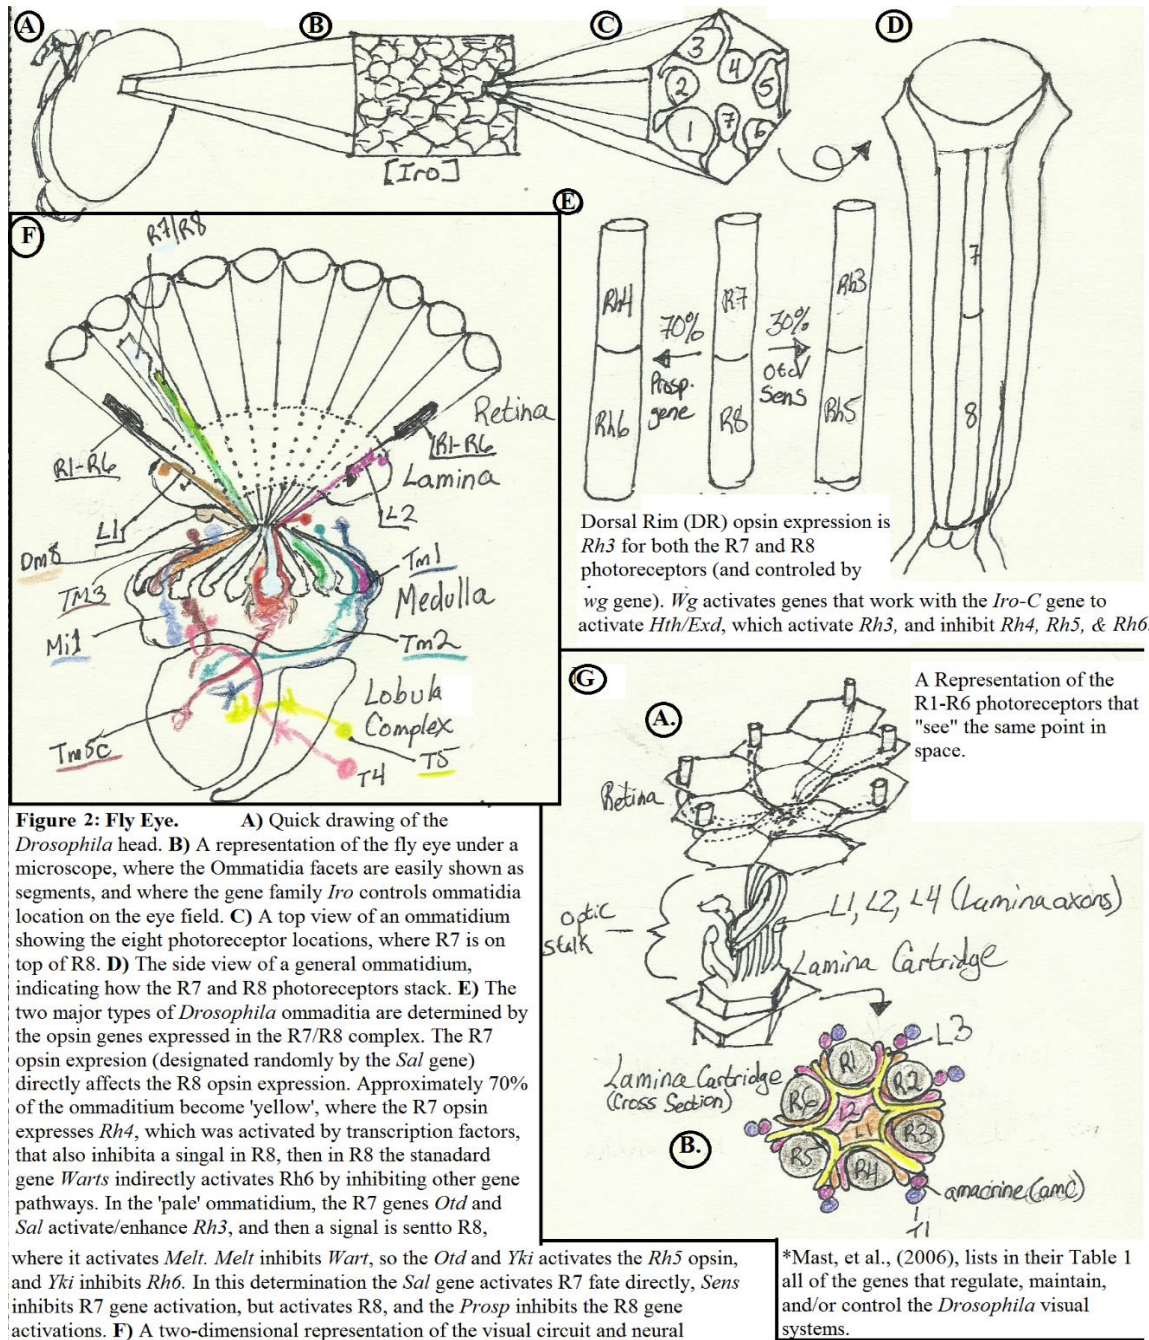 A
B
C
D
3
4
2
5
1
7
6
[Iro]
7
8
E
Rh4
Rh6
70%
Prosp.
gene
R7
R8
30%
Otd
Sens
Rh3
Rh5
Dorsal Rim (DR) opsin expression is
Rh3 for both the R7 and R8
photoreceptors (and controled by
wg gene). Wg activates genes that work with the Iro-C gene to
activate Hth/Exd, which activate Rh3, and inhibit Rh4, Rh5, & Rh6.
F
R7/R8
Retina
R1-R6
R1-R6
Lamina
L1
L2
Dm8
Tm3
Tm1
Medulla
Mi1
Tm2
Lobula
Complex
Tm5c
T5
T4
G
A.
A Representation of the
R1-R6 photoreceptors that
"see" the same point in
space.
Retina
optic
stalk
L1, L2, L4 (Lamina axons)
Lamina Cartridge
Lamina Cartridge
(Cross Section)
B.
L3
R1
R2
R6
L2
L1
R3
R5
R4
amacrine (amc)
T1
Figure 2: Fly Eye. A) Quick drawing of the
Drosophila head. B) A representation of the fly eye under a
microscope, where the Ommatidia facets are easily shown as
segments, and where the gene family Iro controls ommatidia
location on the eye field. C) A top view of an ommatidium
showing the eight photoreceptor locations, where R7 is on
top of R8. D) The side view of a general ommatidium,
indicating how the R7 and R8 photoreceptors stack. E) The
two major types of Drosophila ommaditia are determined by
the opsin genes expressed in the R7/R8 complex. The R7
opsin expresion (designated randomly by the Sal gene)
directly affects the R8 opsin expression. Approximately 70%
of the ommaditium become 'yellow', where the R7 opsin
expresses Rh4, which was activated by transcription factors,
that also inhibita a singal in R8, then in R8 the stanadard
gene Warts indirectly activates Rh6 by inhibiting other gene
pathways. In the 'pale' ommatidium, the R7 genes Otd and
Sal activate/enhance Rh3, and then a signal is sentto R8,
where it activates Melt. Melt inhibits Wart, so the Otd and Yki activates the Rh5 opsin,
and Yki inhibits Rh6. In this determination the Sal gene activates R7 fate directly, Sens
inhibits R7 gene activation, but activates R8, and the Prosp inhibits the R8 gene
activations. F) A two-dimensional representation of the visual circuit and neural
*Mast, et al., (2006), lists in their Table 1
all of the genes that regulate, maintain,
and/or control the Drosophila visual
systems.